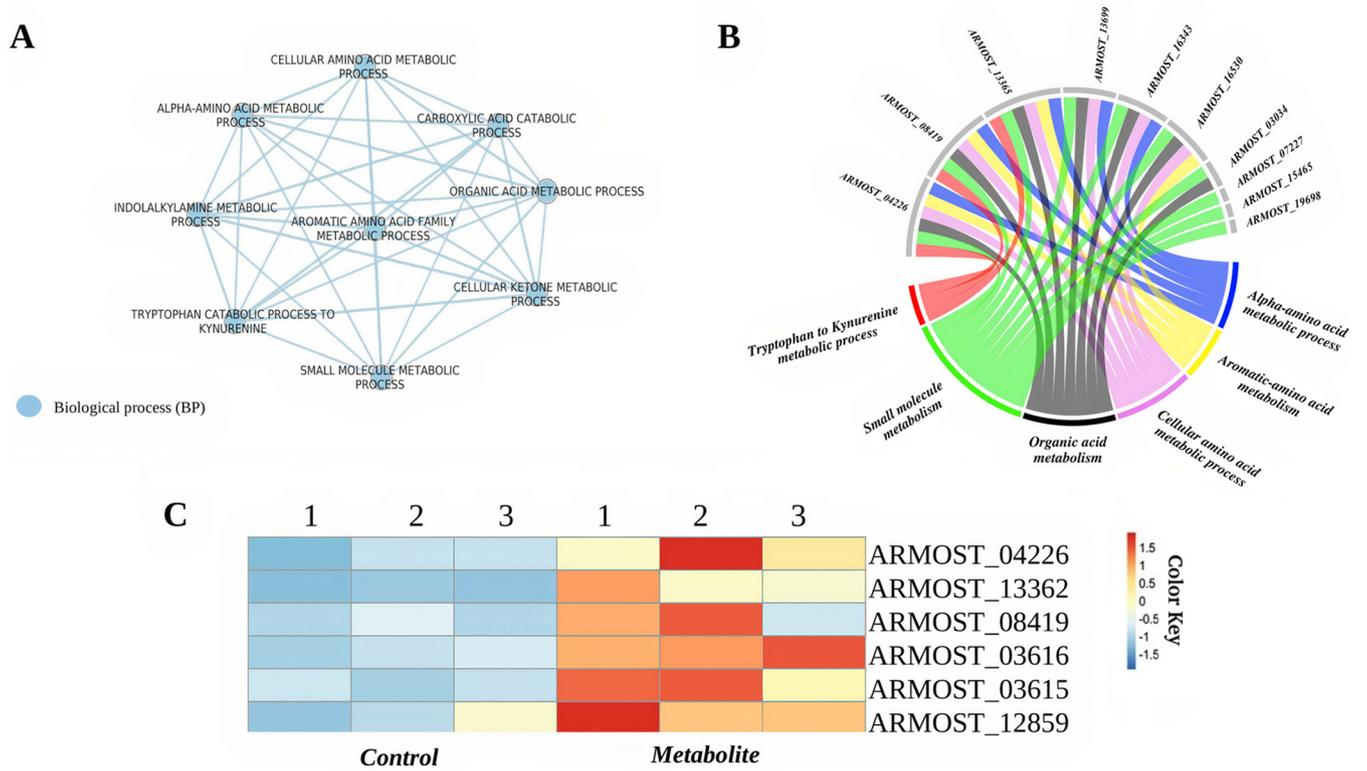 A
CELLULAR AMINO ACID METABOLIC
PROCESS
ALPHA-AMINO ACID METABOLIC
PROCESS
CARBOXYLIC ACID CATABOLIC
PROCESS
ORGANIC ACID METABOLIC PROCESS
INDOLALKYLAMINE METABOLIC
PROCESS
AROMATIC AMINO ACID FAMILY
METABOLIC PROCESS
CELLULAR KETONE METABOLIC
PROCESS
TRYPTOPHAN CATABOLIC PROCESS TO
KYNURENINE
SMALL MOLECULE METABOLIC
PROCESS
Biological process (BP)
B
ARMOST_04226
ARMOST_08419
ARMOST_13365
ARMOST_13699
ARMOST_16343
ARMOST_16530
ARMOST_03034
ARMOST_07227
ARMOST_15465
ARMOST_19698
Tryptophan to Kynurenine
metabolic process
Small molecule
metabolism
Organic acid
metabolism
Cellular amino acid
metabolic process
Aromatic-amino acid
metabolism
Alpha-amino acid
metabolic process
C
1 2 3 1 2 3
ARMOST_04226
ARMOST_13362
ARMOST_08419
ARMOST_03616
ARMOST_03615
ARMOST_12859
Control Metabolite
1.5
1
0.5
0
-0.5
-1
-1.5
Color Key